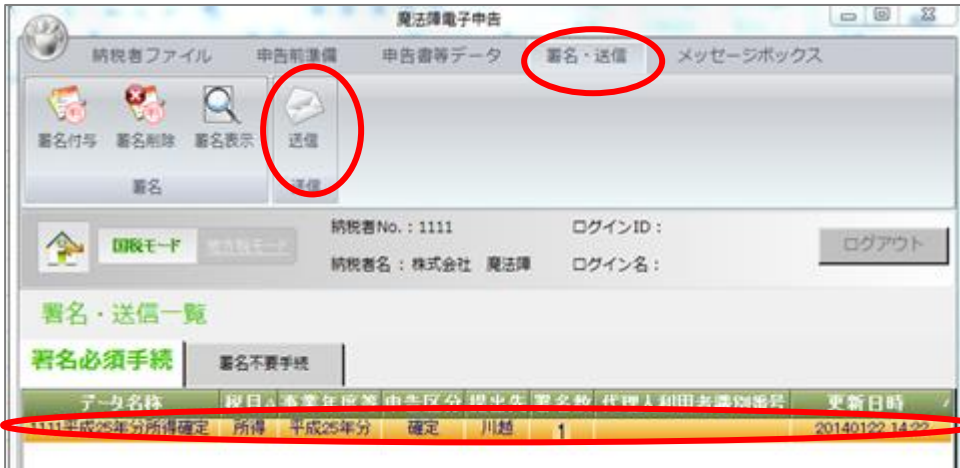 魔法陣電子申告
納税者ファイル 申告前準備 申告書等データ 署名・送信 メッセージボックス
署名付与 署名削除 署名表示 送信
署名 送信
国税モード 地方税モード
納税者No.：1111 ログインID：
納税者名：株式会社 魔法陣 ログイン名：
ログアウト
署名・送信一覧
署名必須手続 署名不要手続
データ名称 税目 事業年度等 申告区分 提出先 署名数 代理人利用者識別番号 更新日時
1111平成25年分所得確定 所得 平成25年分 確定 川越 1 20140122 14:22